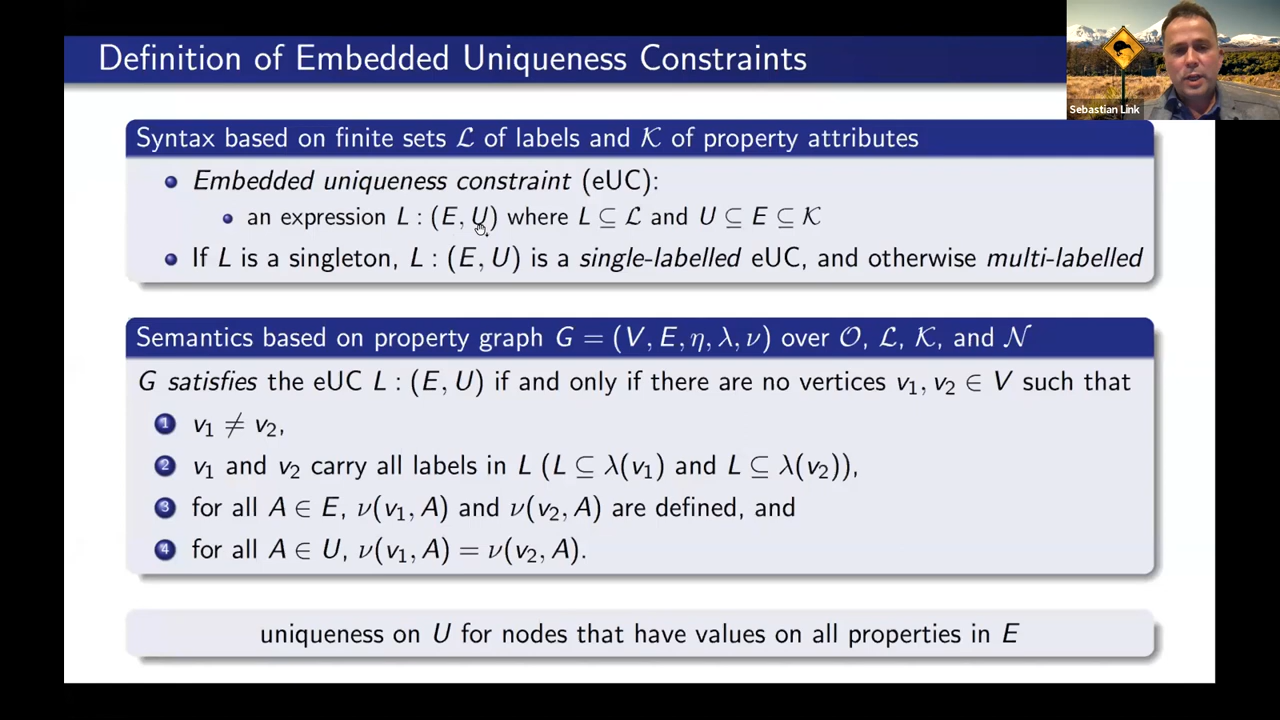 Definition of Embedded Uniqueness Constraints
Sebastian Link
Syntax based on finite sets ℒ of labels and 𝒦 of property attributes
Embedded uniqueness constraint (eUC):
an expression L : (E, U) where L ⊆ ℒ and U ⊆ E ⊆ 𝒦
If L is a singleton, L : (E, U) is a single-labelled eUC, and otherwise multi-labelled
Semantics based on property graph G = (V, E, η, λ, ν) over 𝒪, ℒ, 𝒦, and 𝒩
G satisfies the eUC L : (E, U) if and only if there are no vertices v₁, v₂ ∈ V such that
1 v₁ ≠ v₂,
2 v₁ and v₂ carry all labels in L (L ⊆ λ(v₁) and L ⊆ λ(v₂)),
3 for all A ∈ E, ν(v₁, A) and ν(v₂, A) are defined, and
4 for all A ∈ U, ν(v₁, A) = ν(v₂, A).
uniqueness on U for nodes that have values on all properties in E